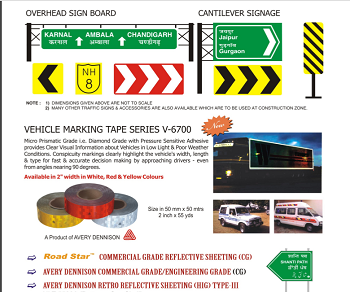 OVERHEAD SIGN BOARD
CANTILEVER SIGNAGE
KARNAL
करनाल
AMBALA
अम्बाला
CHANDIGARH
चण्डीगढ़
जयपुर
Jaipur
गुड़गाँव
Gurgaon
NH
8
NOTE : 1) DIMENSIONS GIVEN ABOVE ARE NOT TO SCALE
2) MANY OTHER TRAFFIC SIGNS & ACCESSORIES ARE ALSO AVAILABLE WHICH ARE TO BE USED AT CONSTRUCTION ZONE.
VEHICLE MARKING TAPE SERIES V-6700
New
Micro Prismatic Grade i.e. Diamond Grade with Pressure Sensitive Adhesive
provides Clear Visual Information about Vehicles in Low Light & Poor Weather
Conditions. Conspicuity markings clearly highlight the vehicle's width, length
& type for fast & accurate decision making by approaching drivers - even
from angles nearing 90 degrees.
Available in 2" width in White, Red & Yellow Colours
Size in 50 mm x 50 mtrs
2 inch x 55 yds
A Product of AVERY DENNISON
Road Star™ COMMERCIAL GRADE REFLECTIVE SHEETING (CG)
AVERY DENNISON COMMERCIAL GRADE/ENGINEERING GRADE (CG)
AVERY DENNISON RETRO REFLECTIVE SHEETING (HIG) TYPE-III
शान्ति पथ
SHANTI PATH